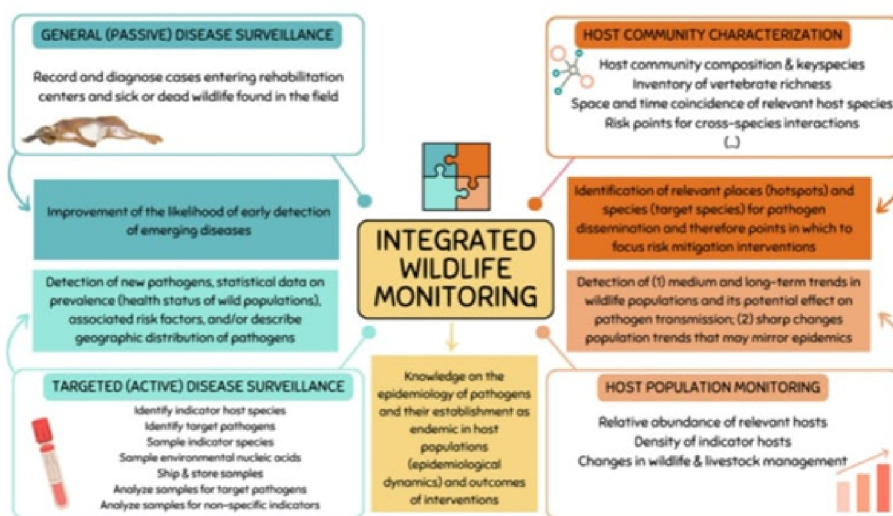 GENERAL (PASSIVE) DISEASE SURVEILLANCE
Record and diagnose cases entering rehabilitation
centers and sick or dead wildlife found in the field
Improvement of the likelihood of early detection
of emerging diseases
Detection of new pathogens, statistical data on
prevalence (health status of wild populations),
associated risk factors, and/or describe
geographic distribution of pathogens
TARGETED (ACTIVE) DISEASE SURVEILLANCE
Identify indicator host species
Identify target pathogens
Sample indicator species
Sample environmental nucleic acids
Ship & store samples
Analyze samples for target pathogens
Analyze samples for non-specific indicators
INTEGRATED
WILDLIFE
MONITORING
Knowledge on the
epidemiology of pathogens
and their establishment as
endemic in host
populations
(epidemiological
dynamics) and outcomes
of interventions
HOST COMMUNITY CHARACTERIZATION
Host community composition & keyspecies
Inventory of vertebrate richness
Space and time coincidence of relevant host species
Risk points for cross-species interactions
(...)
Identification of relevant places (hotspots) and
species (target species) for pathogen
dissemination and therefore points in which to
focus risk mitigation interventions
Detection of (1) medium and long-term trends in
wildlife populations and its potential effect on
pathogen transmission; (2) sharp changes
population trends that may mirror epidemics
HOST POPULATION MONITORING
Relative abundance of relevant hosts
Density of indicator hosts
Changes in wildlife & livestock management